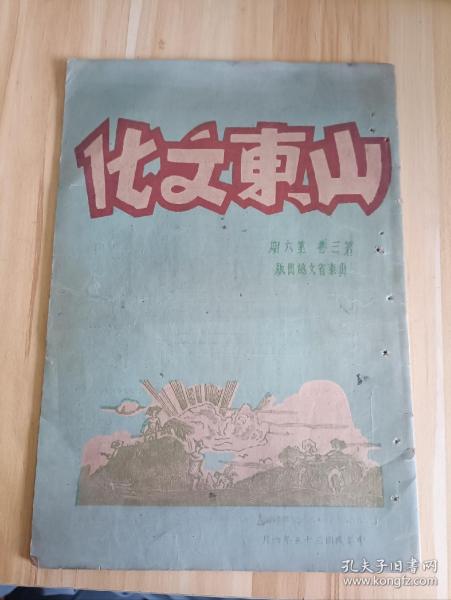 山東文化
第三卷 第六期
山東省文協出版
中華民國三十五年六月
孔夫子旧书网
kongfz.com